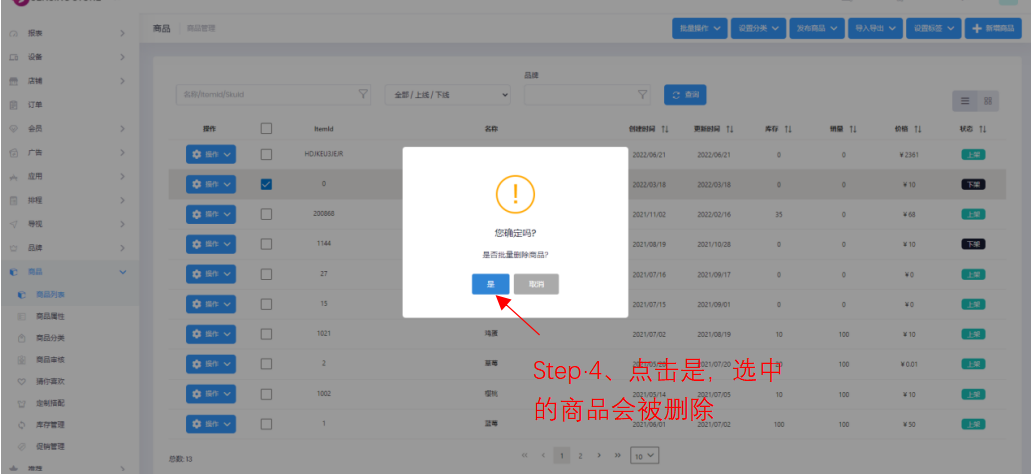 报表
商品 商品管理
批量操作 设置分类 发布商品 导入导出 设置标签 新增商品
设备
店铺
订单
会员
广告
应用
排程
导视
品牌
商品
商品列表
商品属性
商品分类
商品审核
猜你喜欢
定制搭配
库存管理
促销管理
品牌
名称/ItemId/SkuId 全部/上线/下线 查询
操作 ItemId 名称 创建时间 更新时间 库存 销量 价格 状态
操作 HDJKEU3JEJR 2022/06/21 2022/06/21 0 0 ¥2361 上架
操作 0 2022/03/18 2022/03/18 0 0 ¥10 下架
操作 200868 2021/11/02 2022/02/16 35 0 ¥68 上架
操作 1144 2021/08/19 2021/10/28 0 0 ¥10 下架
操作 27 2021/07/16 2021/09/17 0 0 ¥0 上架
操作 15 2021/07/15 2021/09/01 0 0 ¥0 上架
操作 1021 鸡蛋 2021/07/02 2021/08/19 10 100 ¥10 上架
操作 2 草莓 2021/07/20 100 ¥0.01 上架
操作 1002 樱桃 2021/05/14 2021/07/05 10 100 ¥10 上架
操作 1 蓝莓 2021/06/01 2021/07/02 100 100 ¥50 上架
您确定吗?
是否批量删除商品?
是 取消
Step·4、点击是，选中
的商品会被删除
总数: 13
« ‹ 1 2 › » 10